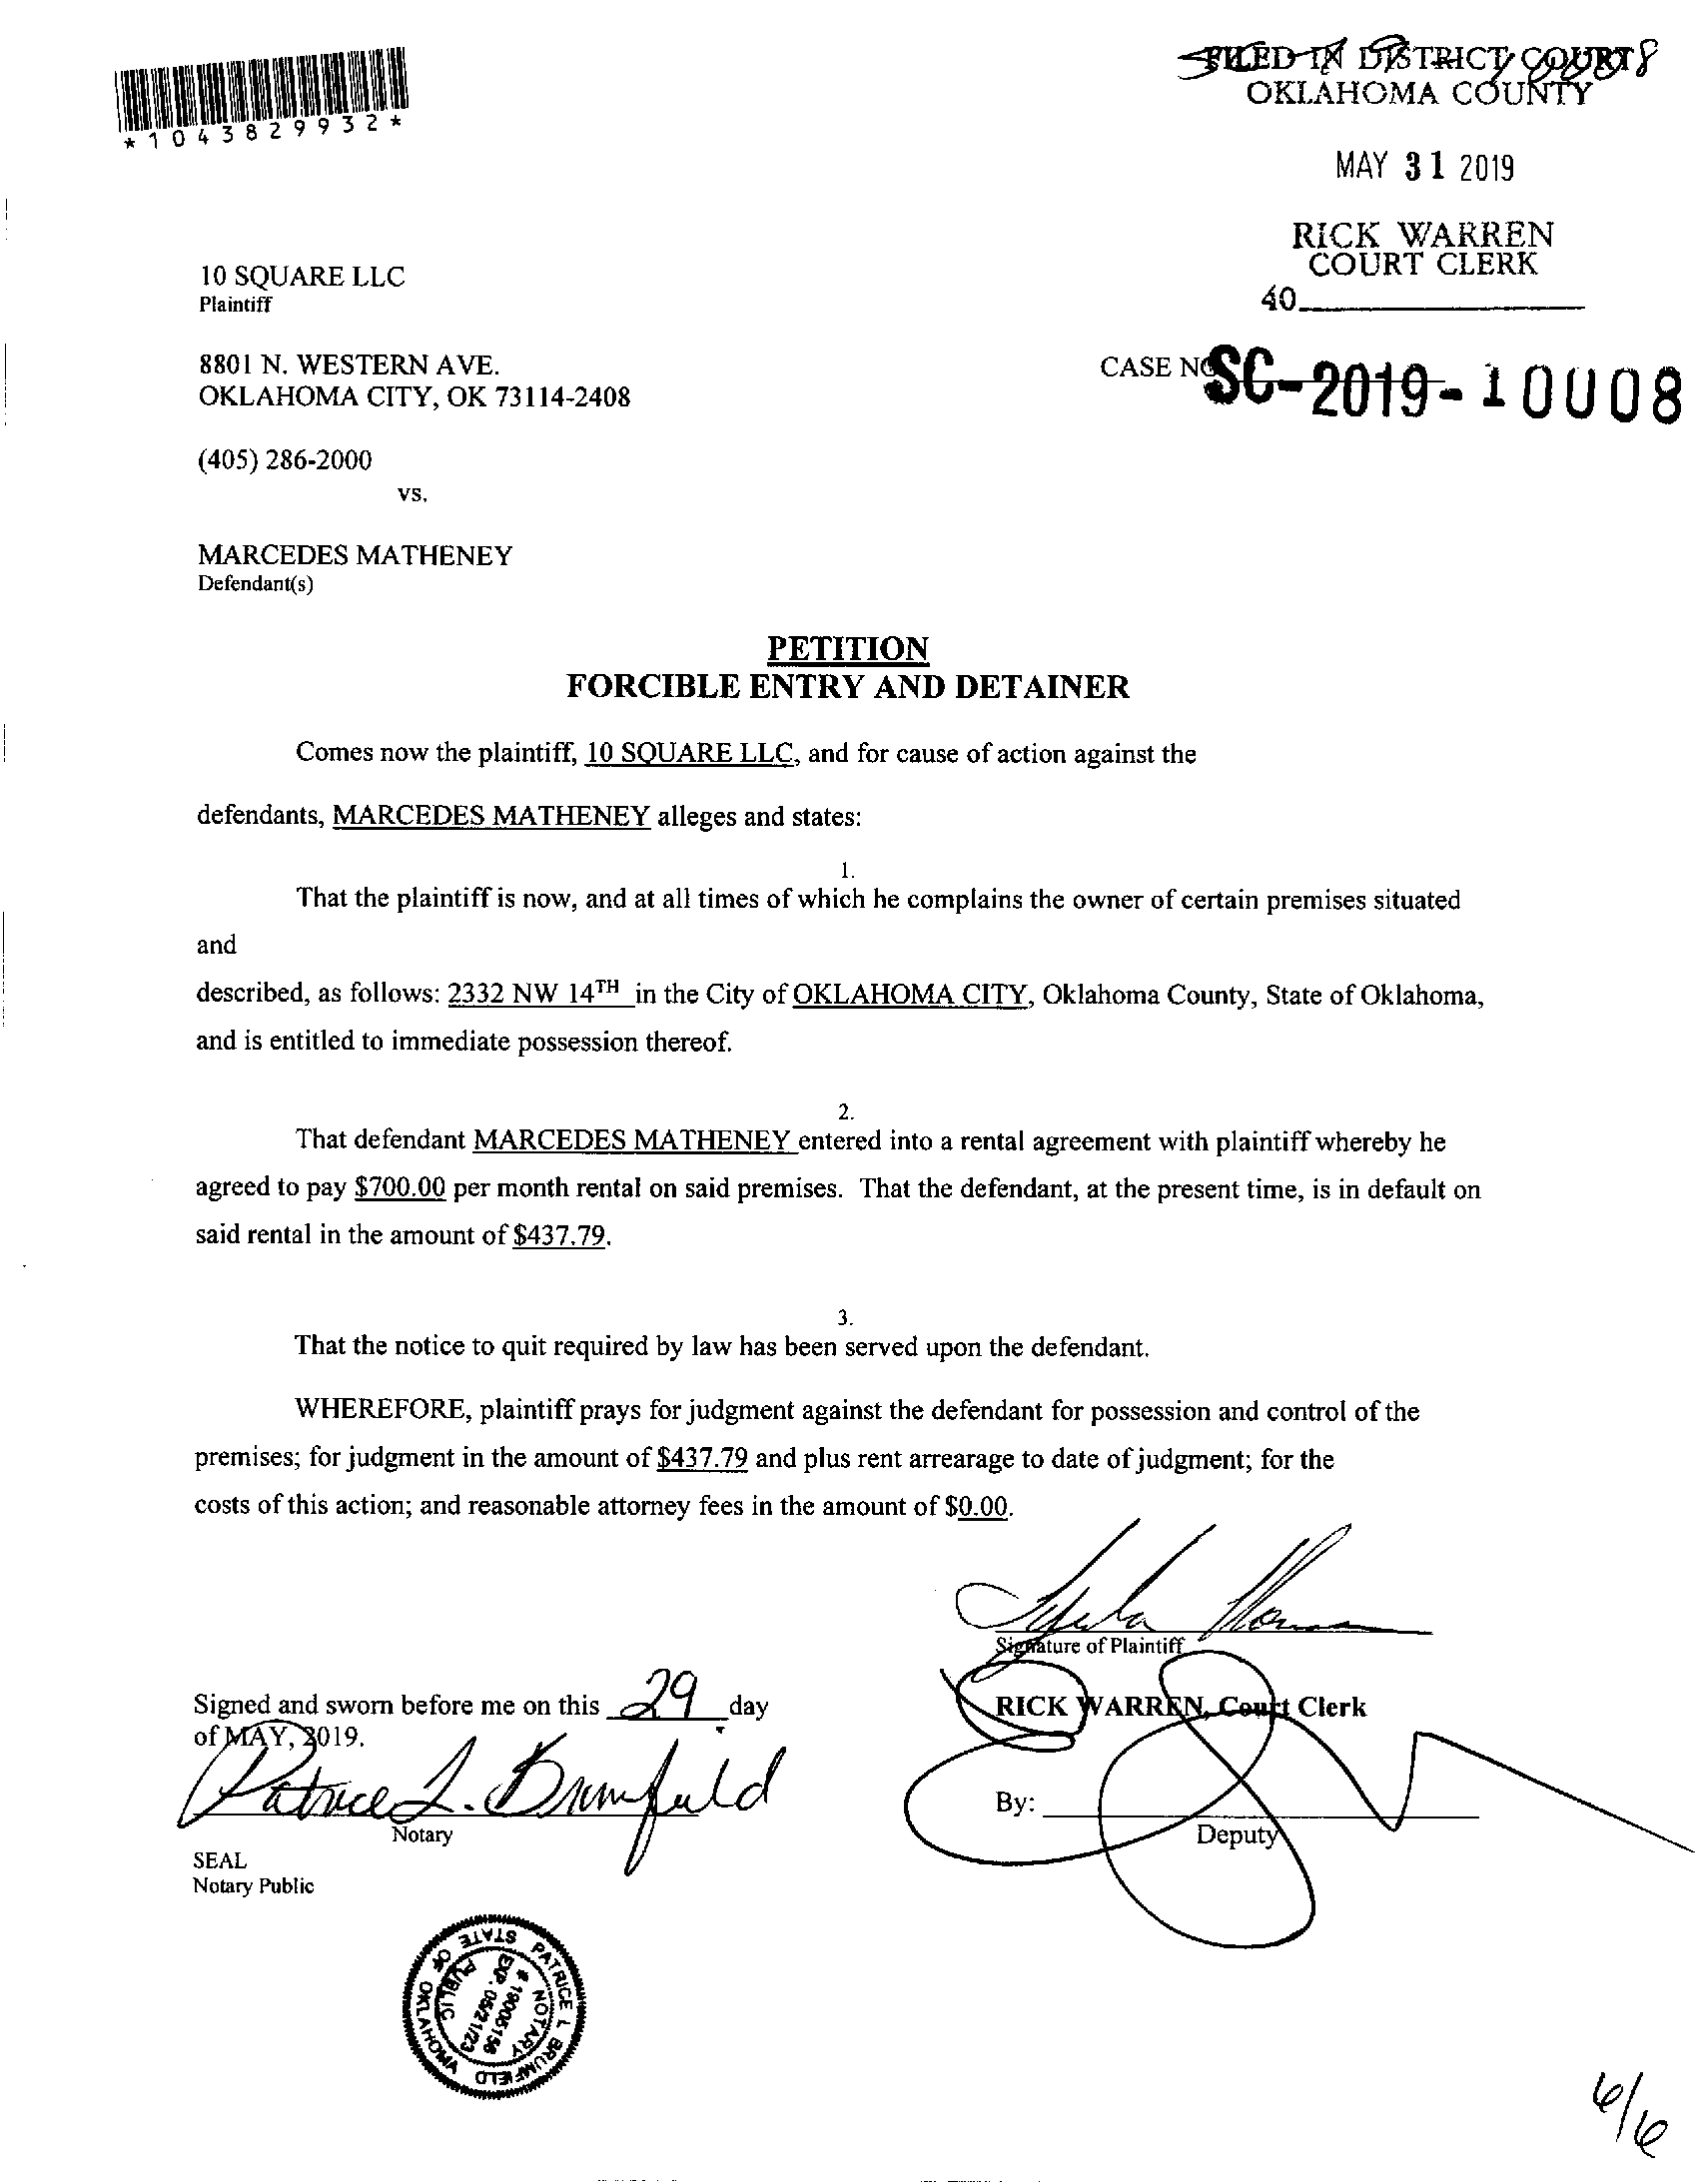 *1043829932*
FILED IN DISTRICT COURT
OKLAHOMA COUNTY
MAY 31 2019
RICK WARREN
COURT CLERK
40
10 SQUARE LLC
Plaintiff
8801 N. WESTERN AVE.
OKLAHOMA CITY, OK 73114-2408
CASE NO SC-2019-10008
(405) 286-2000
vs.
MARCEDES MATHENEY
Defendant(s)
PETITION
FORCIBLE ENTRY AND DETAINER
Comes now the plaintiff, 10 SQUARE LLC, and for cause of action against the
defendants, MARCEDES MATHENEY alleges and states:
1.
That the plaintiff is now, and at all times of which he complains the owner of certain premises situated
and
described, as follows: 2332 NW 14TH in the City of OKLAHOMA CITY, Oklahoma County, State of Oklahoma,
and is entitled to immediate possession thereof.
2.
That defendant MARCEDES MATHENEY entered into a rental agreement with plaintiff whereby he
agreed to pay $700.00 per month rental on said premises. That the defendant, at the present time, is in default on
said rental in the amount of $437.79.
3.
That the notice to quit required by law has been served upon the defendant.
WHEREFORE, plaintiff prays for judgment against the defendant for possession and control of the
premises; for judgment in the amount of $437.79 and plus rent arrearage to date of judgment; for the
costs of this action; and reasonable attorney fees in the amount of $0.00.
Signature of Plaintiff
Signed and sworn before me on this 29 day
of MAY, 2019.
RICK WARREN, Court Clerk
Patrice L. Brumfield
Notary
By:
Deputy
SEAL
Notary Public
PATRICE L BRUMFIELD
STATE OF OKLAHOMA
NOTARY PUBLIC
# 19005156
EXP. 05/21/23
6/6